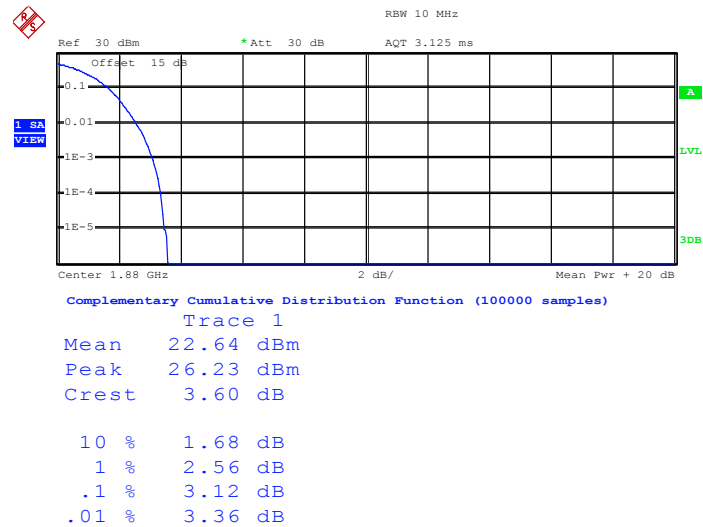 R S
RBW 10 MHz
Ref 30 dBm * Att 30 dB AQT 3.125 ms
Offset 15 dB
0.1
A
0.01
1 SA
VIEW
1E-3
LVL
1E-4
1E-5
3DB
Center 1.88 GHz 2 dB/ Mean Pwr + 20 dB
Complementary Cumulative Distribution Function (100000 samples)
Trace 1
Mean 22.64 dBm
Peak 26.23 dBm
Crest 3.60 dB
10 % 1.68 dB
1 % 2.56 dB
.1 % 3.12 dB
.01 % 3.36 dB